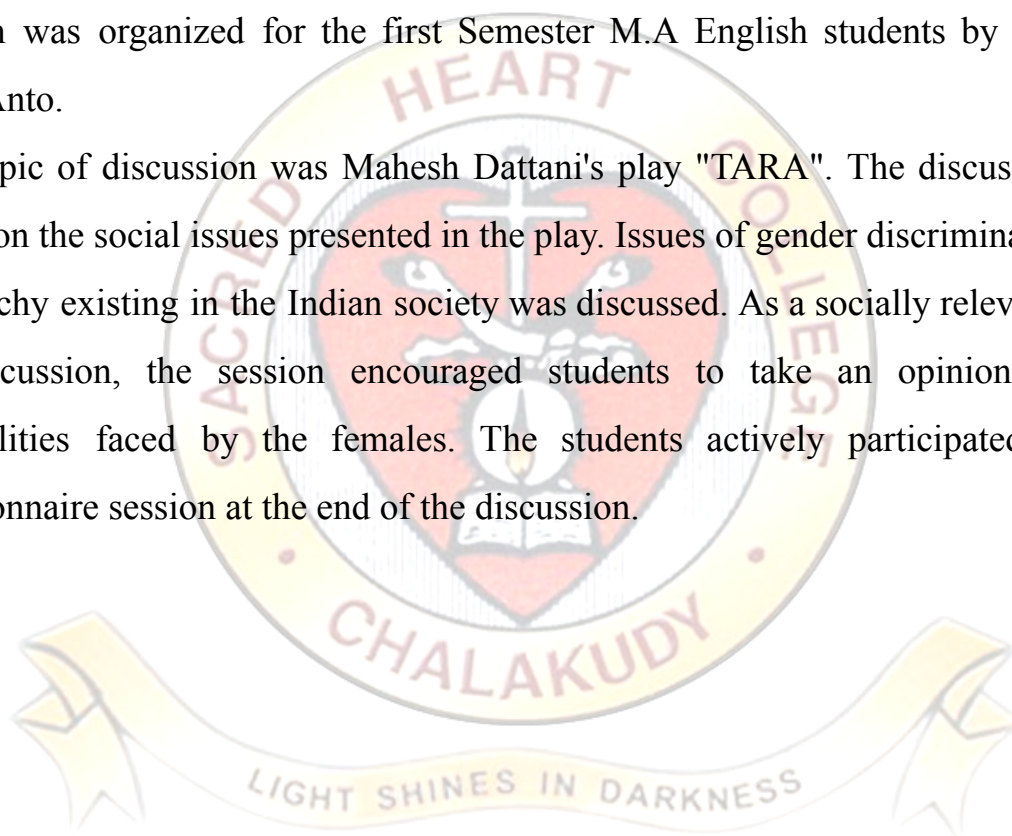 n was organized for the first Semester M.A English students by
Anto.
pic of discussion was Mahesh Dattani's play "TARA". The discus
on the social issues presented in the play. Issues of gender discrimina
chy existing in the Indian society was discussed. As a socially relev
cussion, the session encouraged students to take an opinion
lities faced by the females. The students actively participated
onnaire session at the end of the discussion.
SACRED HEART COLLEGE
CHALAKUDY
LIGHT SHINES IN DARKNESS